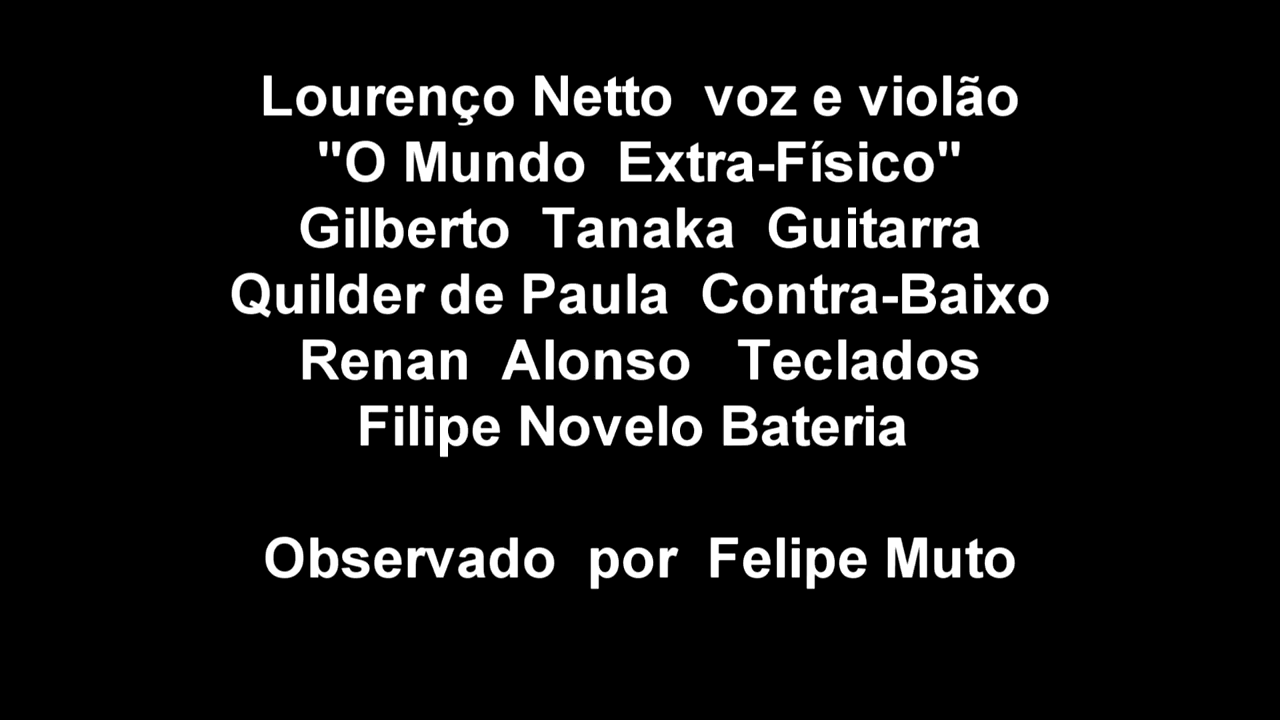 Lourenço Netto  voz e violão
"O Mundo  Extra-Físico"
Gilberto  Tanaka  Guitarra
Quilder de Paula  Contra-Baixo
Renan  Alonso   Teclados
Filipe Novelo Bateria
Observado  por  Felipe Muto